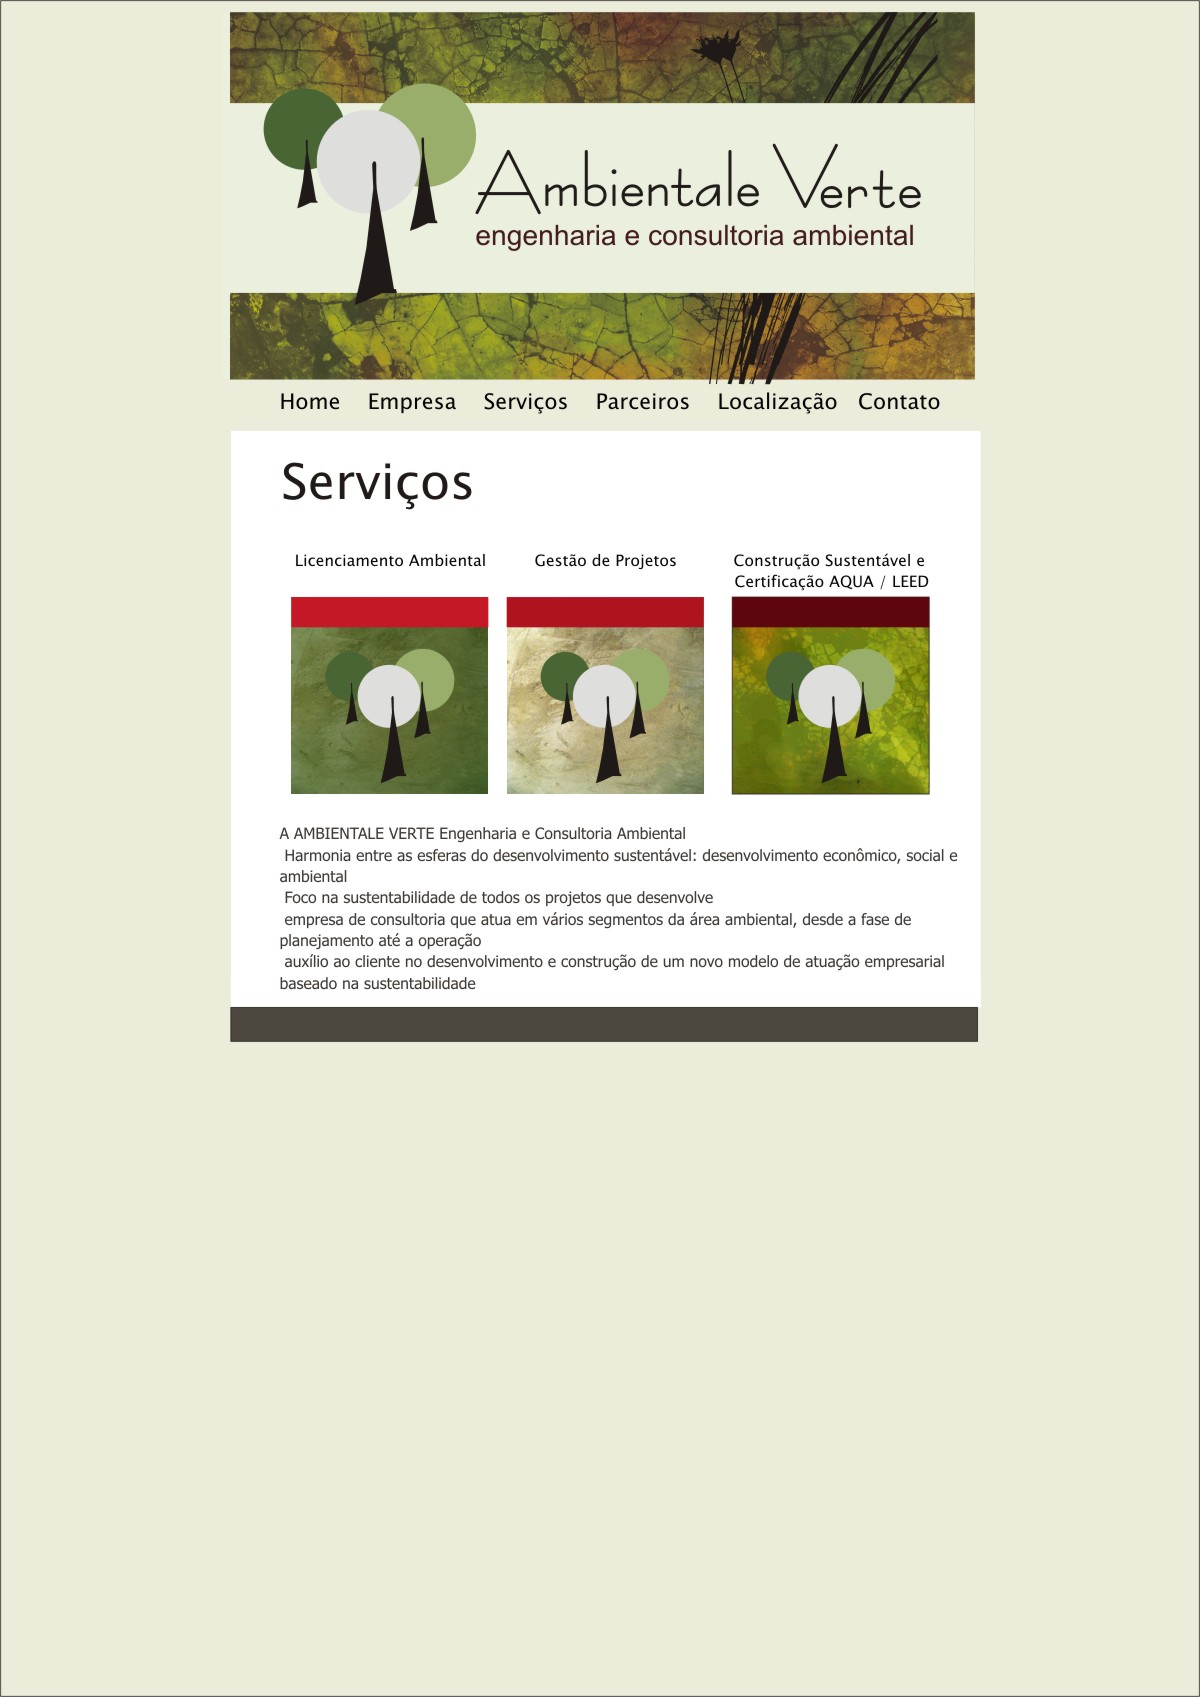 Ambientale Verte
engenharia e consultoria ambiental
Home Empresa Serviços Parceiros Localização Contato
Serviços
Licenciamento Ambiental
Gestão de Projetos
Construção Sustentável e
Certificação AQUA / LEED
A AMBIENTALE VERTE Engenharia e Consultoria Ambiental
Harmonia entre as esferas do desenvolvimento sustentável: desenvolvimento econômico, social e
ambiental
Foco na sustentabilidade de todos os projetos que desenvolve
empresa de consultoria que atua em vários segmentos da área ambiental, desde a fase de
planejamento até a operação
auxílio ao cliente no desenvolvimento e construção de um novo modelo de atuação empresarial
baseado na sustentabilidade